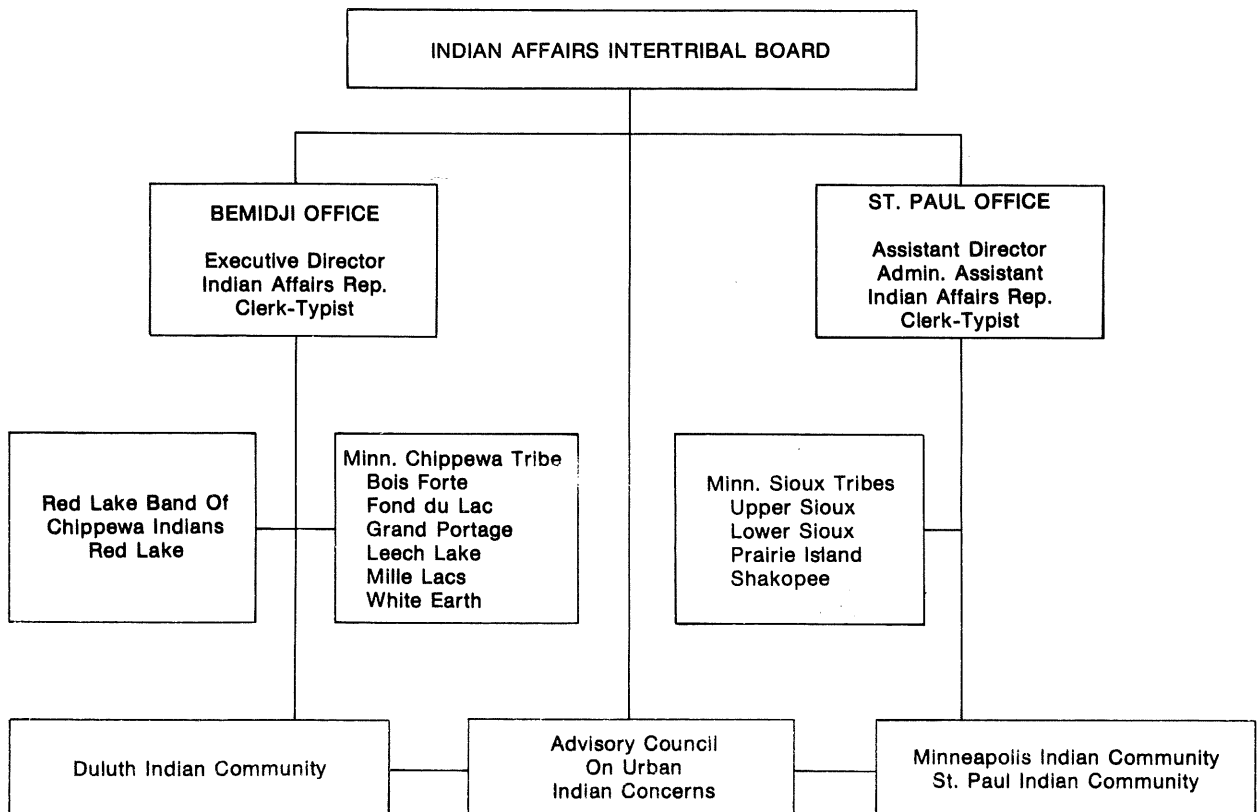 INDIAN AFFAIRS INTERTRIBAL BOARD
BEMIDJI OFFICE
Executive Director
Indian Affairs Rep.
Clerk-Typist
ST. PAUL OFFICE
Assistant Director
Admin. Assistant
Indian Affairs Rep.
Clerk-Typist
Red Lake Band Of
Chippewa Indians
Red Lake
Minn. Chippewa Tribe
Bois Forte
Fond du Lac
Grand Portage
Leech Lake
Mille Lacs
White Earth
Minn. Sioux Tribes
Upper Sioux
Lower Sioux
Prairie Island
Shakopee
Duluth Indian Community
Advisory Council
On Urban
Indian Concerns
Minneapolis Indian Community
St. Paul Indian Community